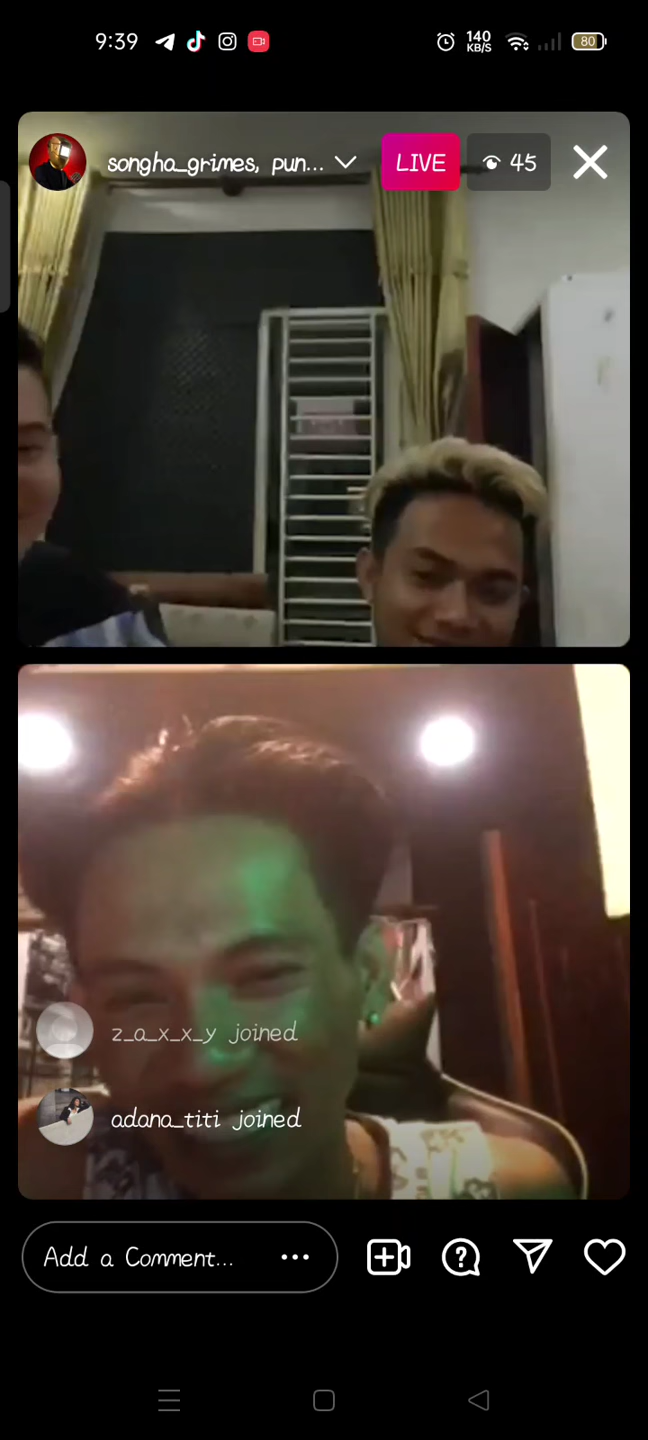 9:39
140
KB/S
80
songha_grimes, pun...
LIVE
45
z_a_x_x_y joined
adana_titi joined
Add a Comment...